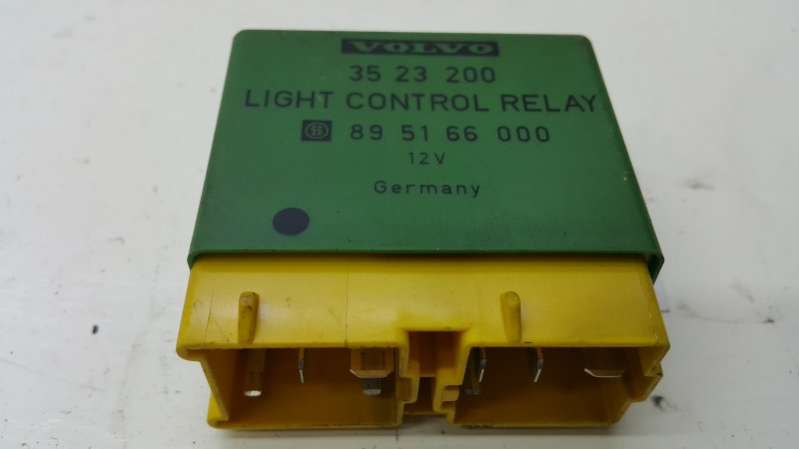 VOLVO
35 23 200
LIGHT CONTROL RELAY
89 51 66 000
12V
Germany